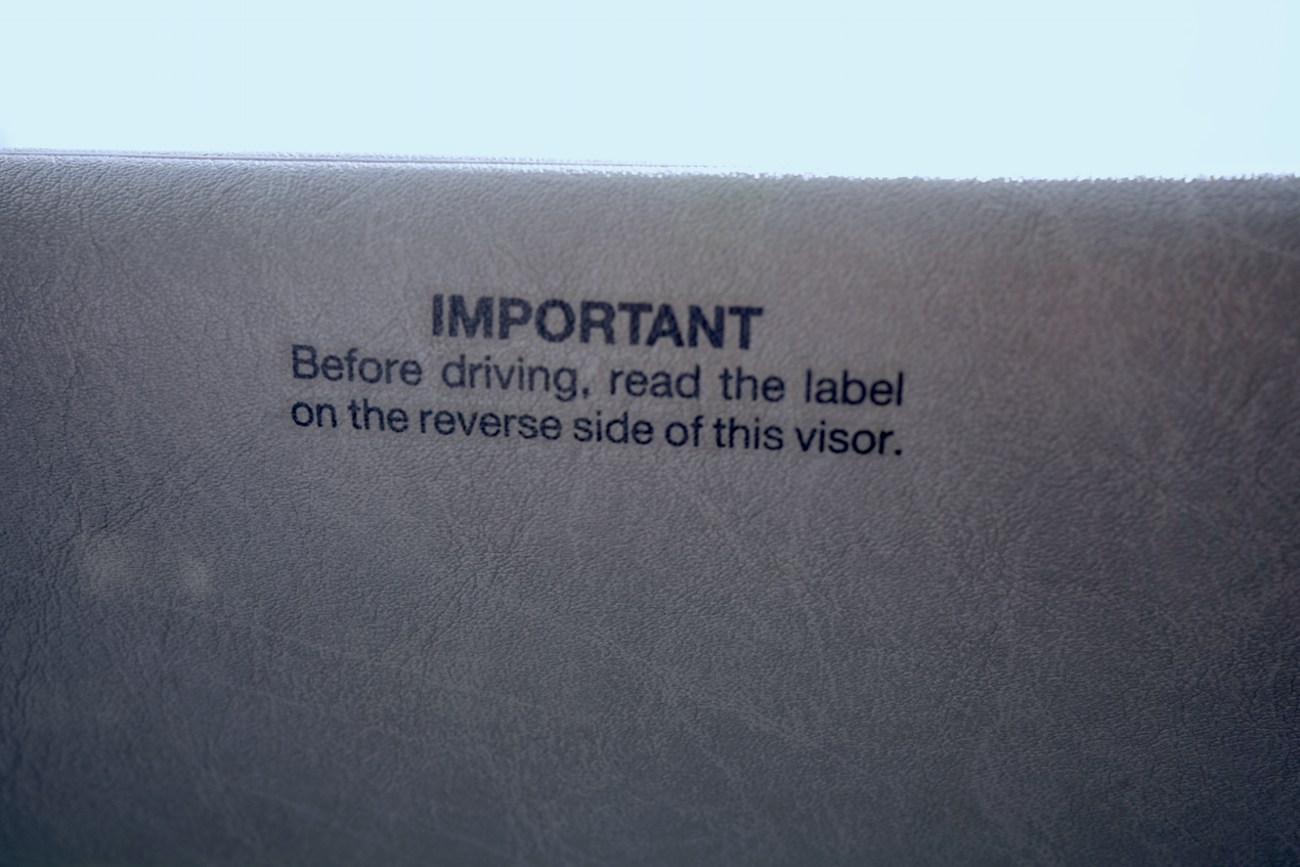 IMPORTANT
Before driving, read the label
on the reverse side of this visor.